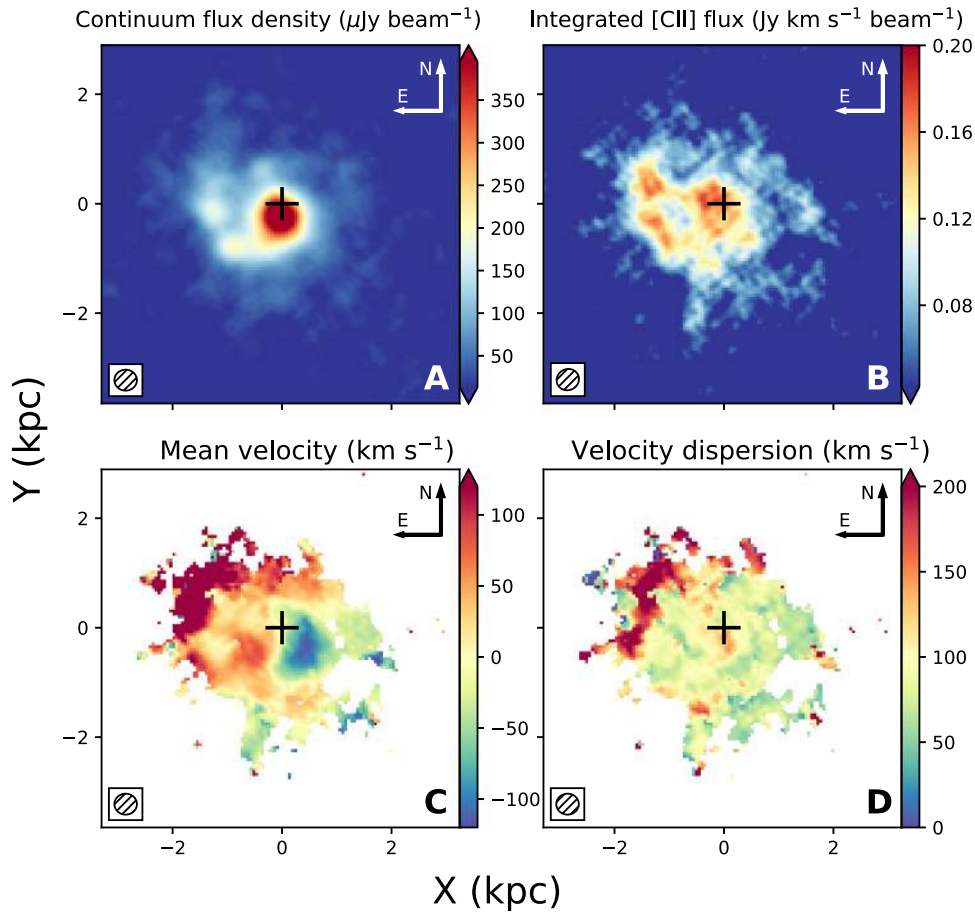 Continuum flux density (μJy beam⁻¹)
Integrated [CII] flux (Jy km s⁻¹ beam⁻¹)
N
E
2
0
−2
350
300
250
200
150
100
50
A
N
E
0.20
0.16
0.12
0.08
B
Y (kpc)
Mean velocity (km s⁻¹)
Velocity dispersion (km s⁻¹)
N
E
2
0
−2
−2
0
2
100
50
0
−50
−100
C
N
E
−2
0
2
200
150
100
50
0
D
X (kpc)